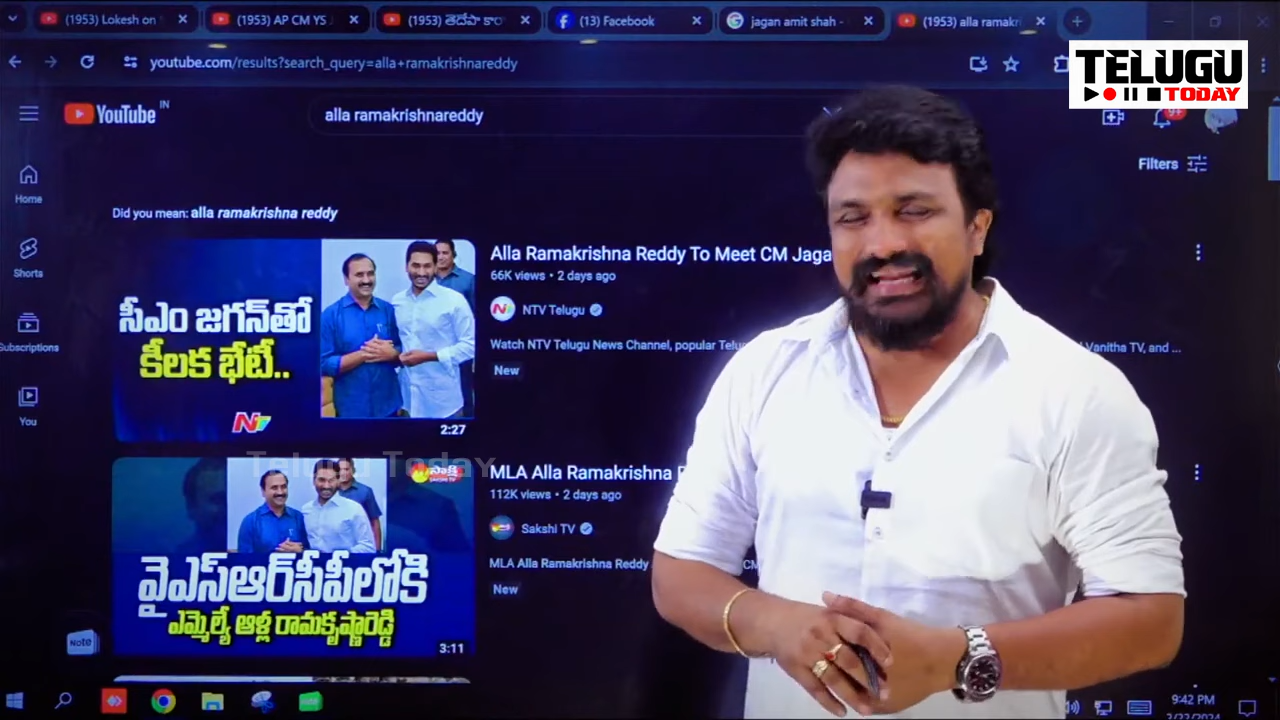 (1953) Lokesh on
(1953) AP CM YS J
(1953) తెదేపా కార
(13) Facebook
jagan amit shah -
(1953) alla ramakri
youtube.com/results?search_query=alla+ramakrishnareddy
TELUGU
TODAY
YouTube IN
alla ramakrishnareddy
9+
Filters
Home
Shorts
Subscriptions
You
Did you mean: alla ramakrishna reddy
సీఎం జగన్‌తో
కీలక భేటీ..
N
2:27
Alla Ramakrishna Reddy To Meet CM Jaga
66K views • 2 days ago
NTV Telugu
Watch NTV Telugu News Channel, popular Telu
Vanitha TV, and ...
New
Telugu Today
సాక్షి
SAKSHI TV
వైఎస్ఆర్‌సీపీలోకి
ఎమ్మెల్యే ఆళ్ల రామకృష్ణారెడ్డి
3:11
MLA Alla Ramakrishna R
112K views • 2 days ago
Sakshi TV
MLA Alla Ramakrishna Reddy
CM
New
Note
9:42 PM